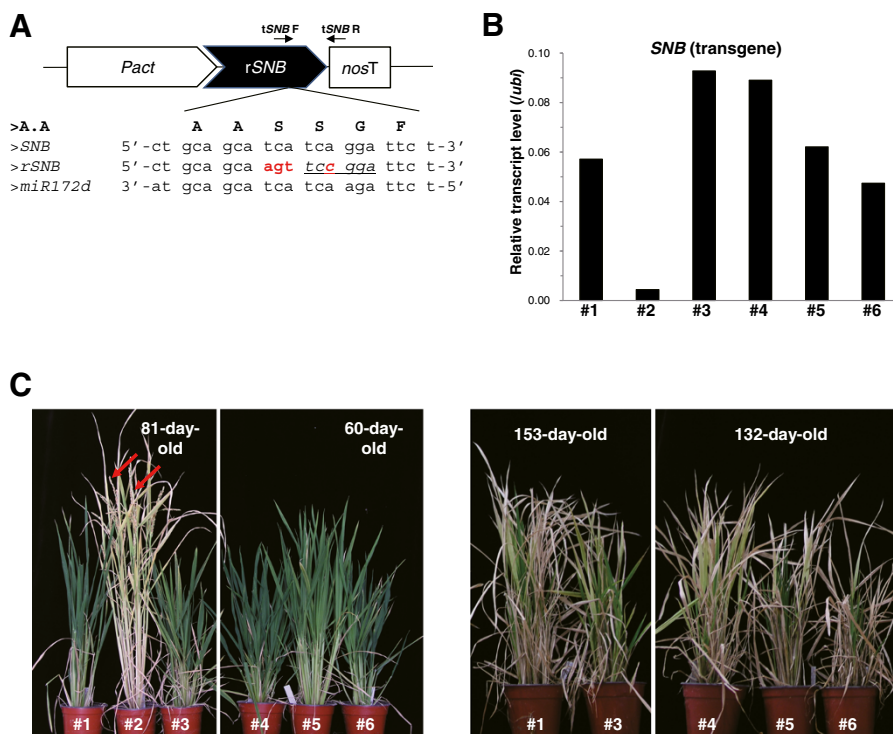 A
tSNB F tSNB R
Pact rSNB nosT
>A.A A A S S G F
>SNB 5'-ct gca gca tca tca gga ttc t-3'
>rSNB 5'-ct gca gca agt tcc gga ttc t-3'
>miR172d 3'-at gca gca tca tca aga ttc t-5'
B
SNB (transgene)
Relative transcript level (/ubi)
0.10
0.08
0.06
0.04
0.02
0.00
#1 #2 #3 #4 #5 #6
C
81-day-
old
60-day-
old
153-day-old
132-day-old
#1 #2 #3 #4 #5 #6 #1 #3 #4 #5 #6